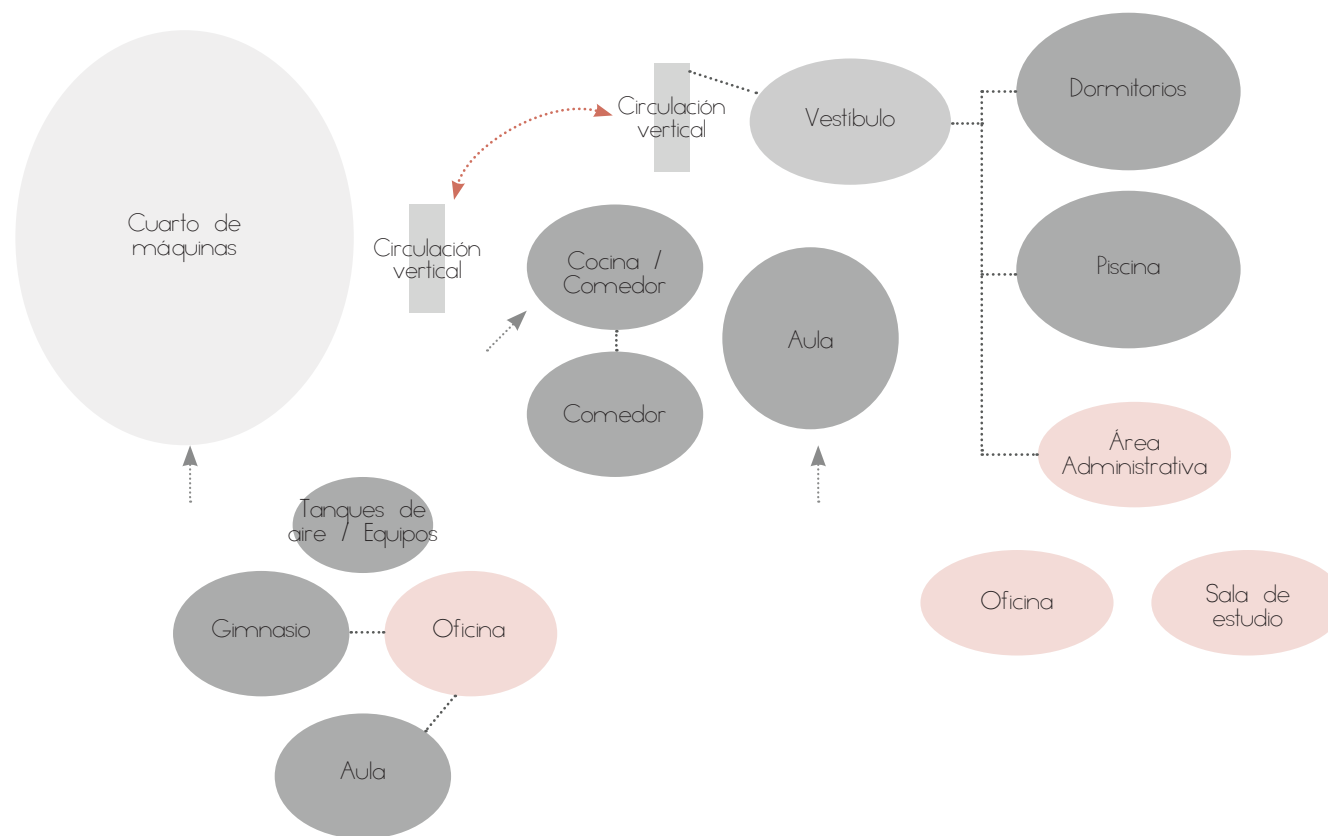 Dormitorios
Circulación
vertical
Vestíbulo
Cuarto de
máquinas
Circulación
vertical
Cocina /
Comedor
Piscina
Aula
Comedor
Área
Administrativa
Tanques de
aire / Equipos
Gimnasio
Oficina
Oficina
Sala de
estudio
Aula